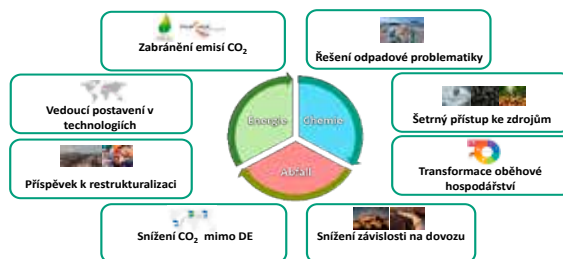 Zabránění emisí CO₂
Řešení odpadové problematiky
Vedoucí postavení v
technologiích
Šetrný přístup ke zdrojům
Energie
Chemie
Abfall
Příspěvek k restrukturalizaci
Transformace oběhové
hospodářství
Snížení CO₂ mimo DE
Snížení závislosti na dovozu